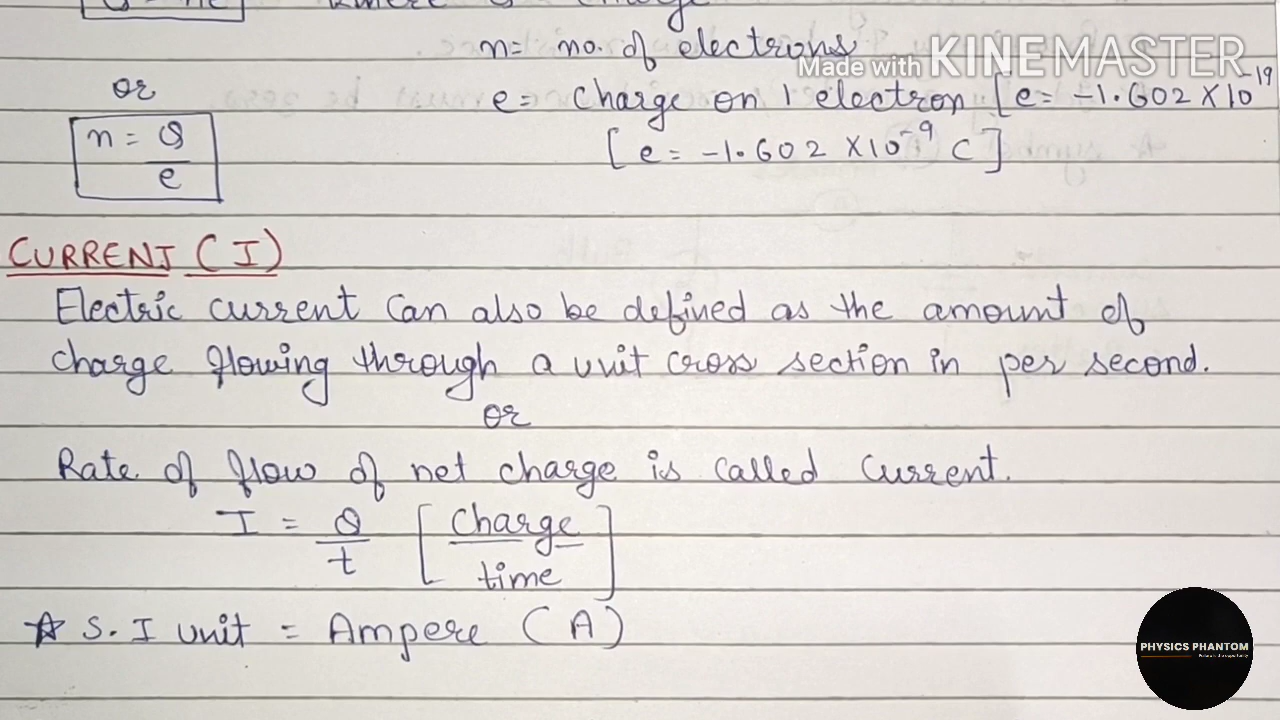 n= no. of electrons
Made with KINEMASTER
or
e= charge on 1 electron [e= -1.602 X 10^-19
n = Q/e
[e= -1.602 X10^-9 C]
CURRENT (I)
Electric current Can also be defined as the amount of
charge flowing through a unit cross section in per second.
or
Rate of flow of net charge is called current.
I = Q/t [charge/time]
☆ S.I unit = Ampere (A)
PHYSICS PHANTOM